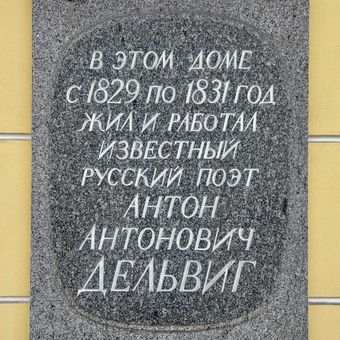 В ЭТОМ ДОМЕ
С 1829 ПО 1831 ГОД
ЖИЛ И РАБОТАЛ
ИЗВЕСТНЫЙ
РУССКИЙ ПОЭТ
АНТОН
АНТОНОВИЧ
ДЕЛЬВИГ